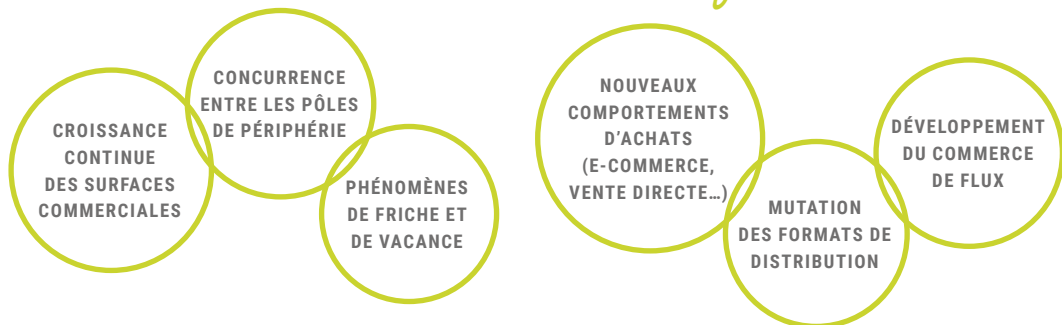 CROISSANCE
CONTINUE
DES SURFACES
COMMERCIALES
CONCURRENCE
ENTRE LES PÔLES
DE PÉRIPHÉRIE
PHÉNOMÈNES
DE FRICHE ET
DE VACANCE
NOUVEAUX
COMPORTEMENTS
D’ACHATS
(E-COMMERCE,
VENTE DIRECTE…)
MUTATION
DES FORMATS DE
DISTRIBUTION
DÉVELOPPEMENT
DU COMMERCE
DE FLUX